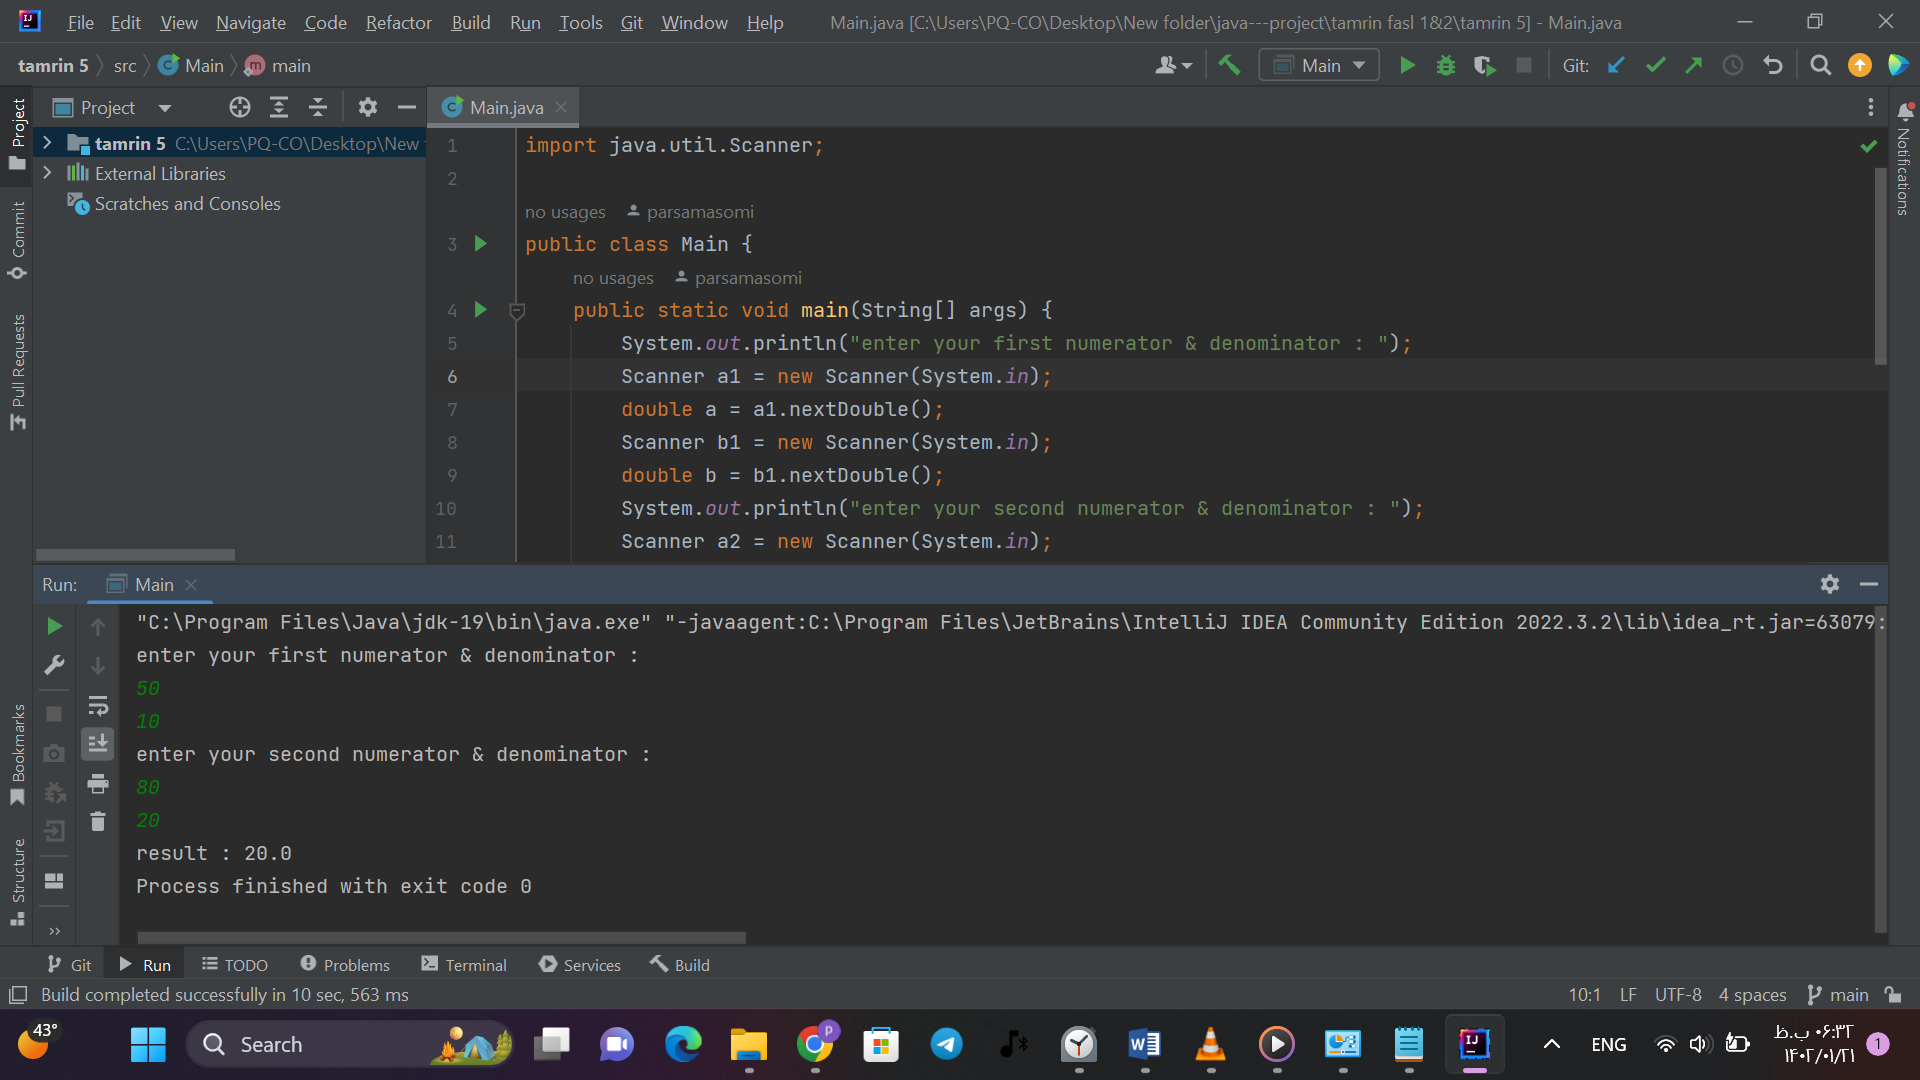 File Edit View Navigate Code Refactor Build Run Tools Git Window Help Main.java [C:\Users\PQ-CO\Desktop\New folder\java---project\tamrin fasl 1&2\tamrin 5] - Main.java
tamrin 5 src Main main
Main
Git:
Project
Main.java
tamrin 5 C:\Users\PQ-CO\Desktop\New
External Libraries
Scratches and Consoles
Project
Commit
Pull Requests
Bookmarks
Structure
Notifications
1 import java.util.Scanner;
2
no usages parsamasomi
3 public class Main {
no usages parsamasomi
4 public static void main(String[] args) {
5 System.out.println("enter your first numerator & denominator : ");
6 Scanner a1 = new Scanner(System.in);
7 double a = a1.nextDouble();
8 Scanner b1 = new Scanner(System.in);
9 double b = b1.nextDouble();
10 System.out.println("enter your second numerator & denominator : ");
11 Scanner a2 = new Scanner(System.in);
Run: Main
"C:\Program Files\Java\jdk-19\bin\java.exe" "-javaagent:C:\Program Files\JetBrains\IntelliJ IDEA Community Edition 2022.3.2\lib\idea_rt.jar=63079:
enter your first numerator & denominator :
50
10
enter your second numerator & denominator :
80
20
result : 20.0
Process finished with exit code 0
Git Run TODO Problems Terminal Services Build
Build completed successfully in 10 sec, 563 ms
10:1 LF UTF-8 4 spaces main
43°
Search
ENG
۰۶:۳۲ ب.ظ
۱۴۰۲/۰۱/۲۱
1